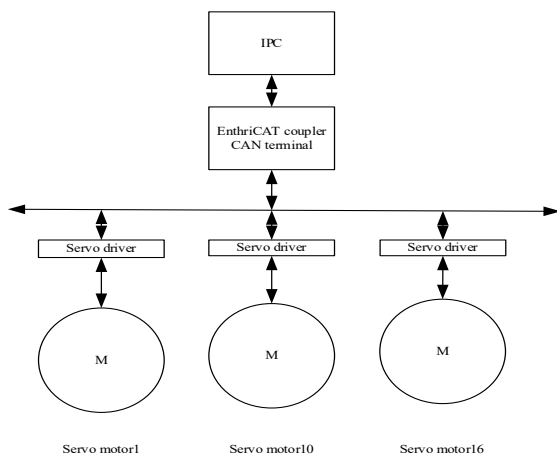 IPC
EnthriCAT coupler
CAN terminal
Servo driver
Servo driver
Servo driver
M
M
M
Servo motor1
Servo motor10
Servo motor16